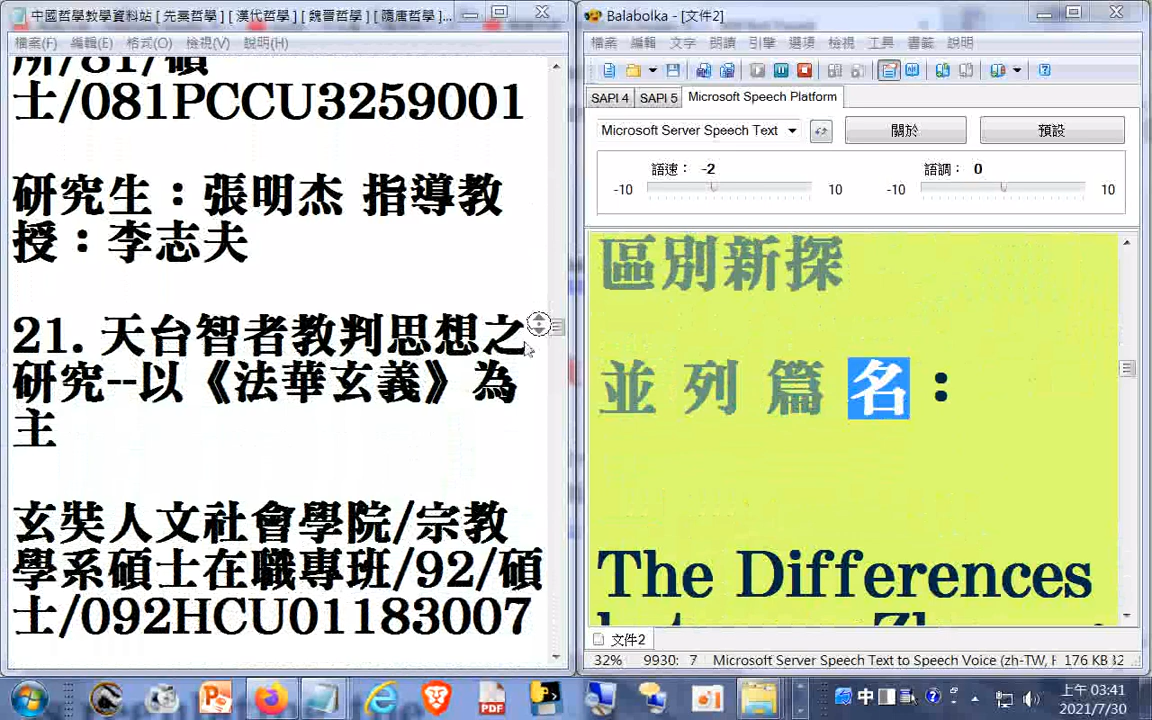 中國哲學教學資料站 [ 先秦哲學 ] [ 漢代哲學 ] [ 魏晉哲學 ] [ 隋唐哲學 ]...
檔案(F) 編輯(E) 格式(O) 檢視(V) 說明(H)
所/81/碩
士/081PCCU3259001
研究生：張明杰 指導教
授：李志夫
21. 天台智者教判思想之
研究--以《法華玄義》為
主
玄奘人文社會學院/宗教
學系碩士在職專班/92/碩
士/092HCU01183007
Balabolka - [文件2]
檔案 編輯 文字 朗讀 引擎 選項 檢視 工具 書籤 說明
SAPI 4 SAPI 5 Microsoft Speech Platform
Microsoft Server Speech Text 關於 預設
語速： -2 語調： 0
-10 10 -10 10
區別新探
並 列 篇 名：
The Differences
文件2
32% 9930: 7 Microsoft Server Speech Text to Speech Voice (zh-TW, 176 KB
中
上午 03:41
2021/7/30